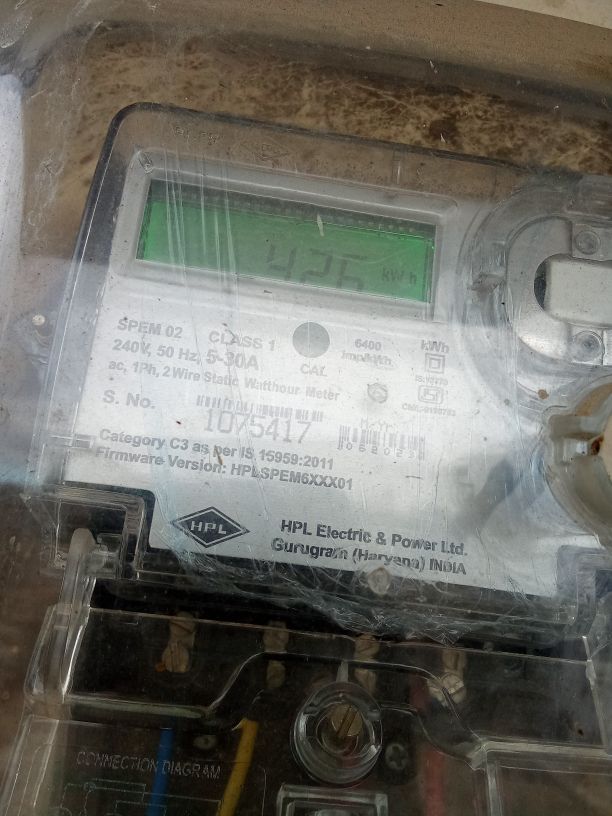 426 kWh
SPEM 02 CLASS 1
240V, 50 Hz, 5-30A
CAL
6400
imp/kWh
kWh
ac, 1Ph, 2 Wire Static Watthour Meter
S. No. 1075417
Category C3 as per IS 15959:2011
Firmware Version: HPLSPEM6XXX01
HPL
HPL Electric & Power Ltd.
Gurugram (Haryana) INDIA
CONNECTION DIAGRAM